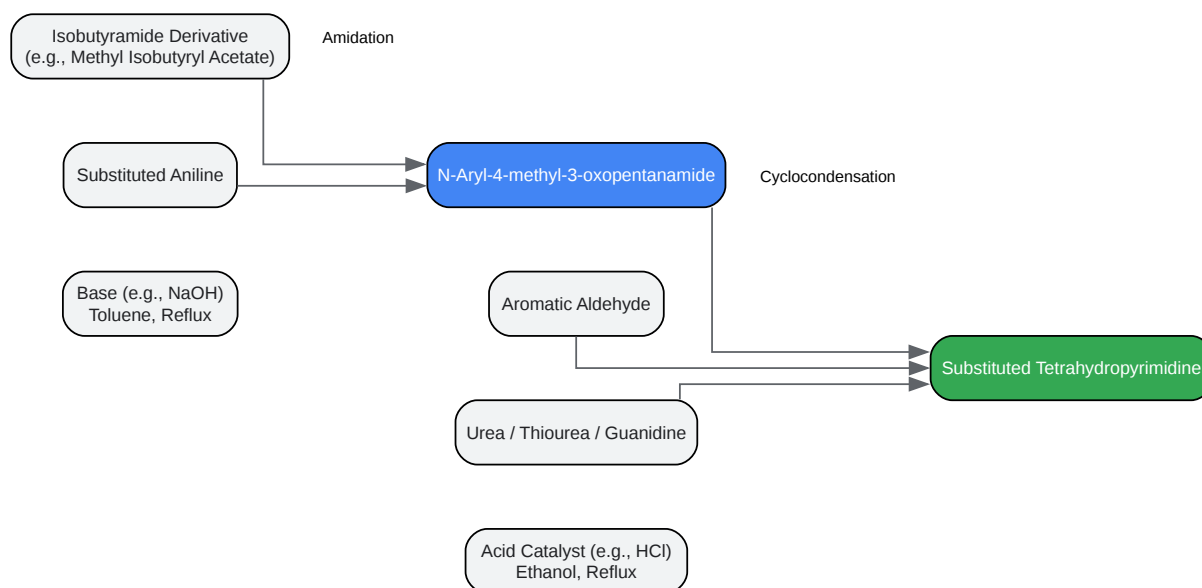 Isobutyramide Derivative
(e.g., Methyl Isobutyryl Acetate)
Amidation
Substituted Aniline
N-Aryl-4-methyl-3-oxopentanamide
Cyclocondensation
Base (e.g., NaOH)
Toluene, Reflux
Aromatic Aldehyde
Substituted Tetrahydropyrimidine
Urea / Thiourea / Guanidine
Acid Catalyst (e.g., HCl)
Ethanol, Reflux